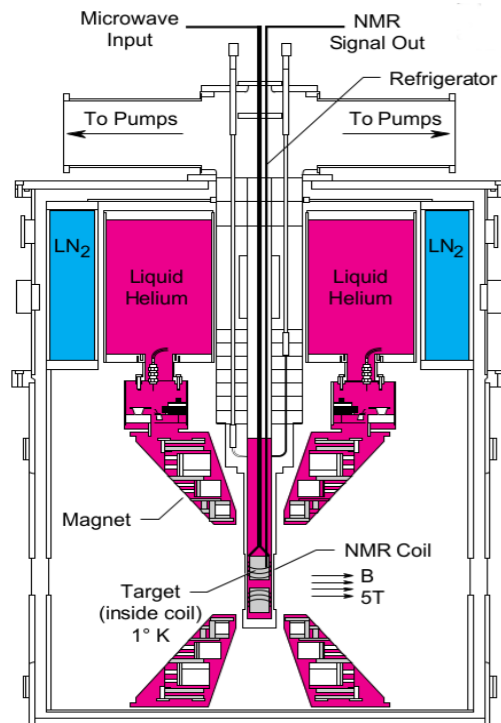 Microwave
Input
NMR
Signal Out
Refrigerator
To Pumps
To Pumps
LN2
Liquid
Helium
Liquid
Helium
LN2
Magnet
NMR Coil
Target
(inside coil)
1° K
B
5T